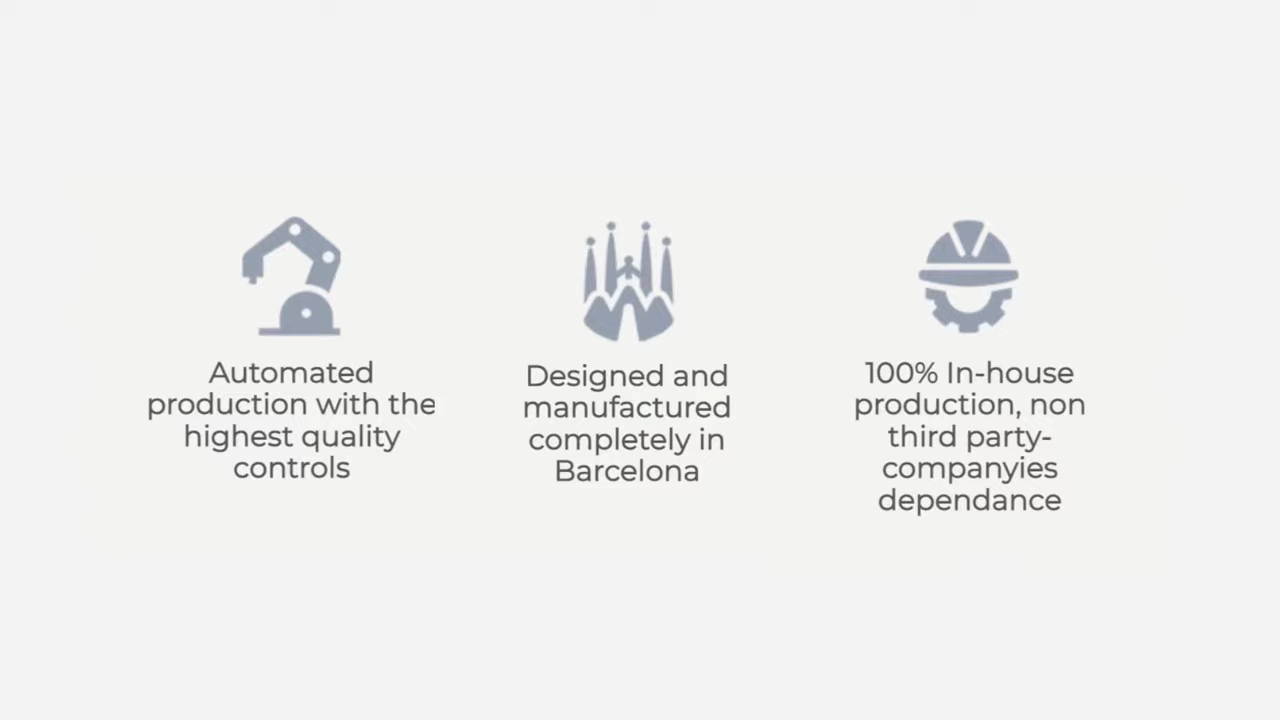 Automated
production with the
highest quality
controls
Designed and
manufactured
completely in
Barcelona
100% In-house
production, non
third party-
companyies
dependance